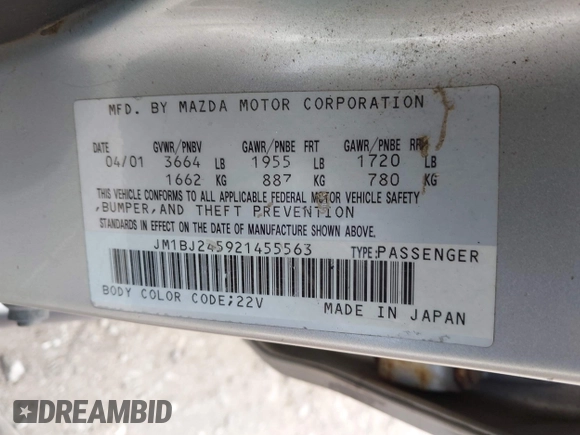 MFD. BY MAZDA MOTOR CORPORATION
DATE GVWR/PNBV GAWR/PNBE FRT GAWR/PNBE RR
04/01 3664 LB 1955 LB 1720 LB
1662 KG 887 KG 780 KG
THIS VEHICLE CONFORMS TO ALL APPLICABLE FEDERAL MOTOR VEHICLE SAFETY
,BUMPER,AND THEFT PREVENTION
STANDARDS IN EFFECT ON THE DATE OF MANUFACTURE SHOWN ABOVE.
JM1BJ245921455563 TYPE:PASSENGER
BODY COLOR CODE;22V
MADE IN JAPAN
DREAMBID